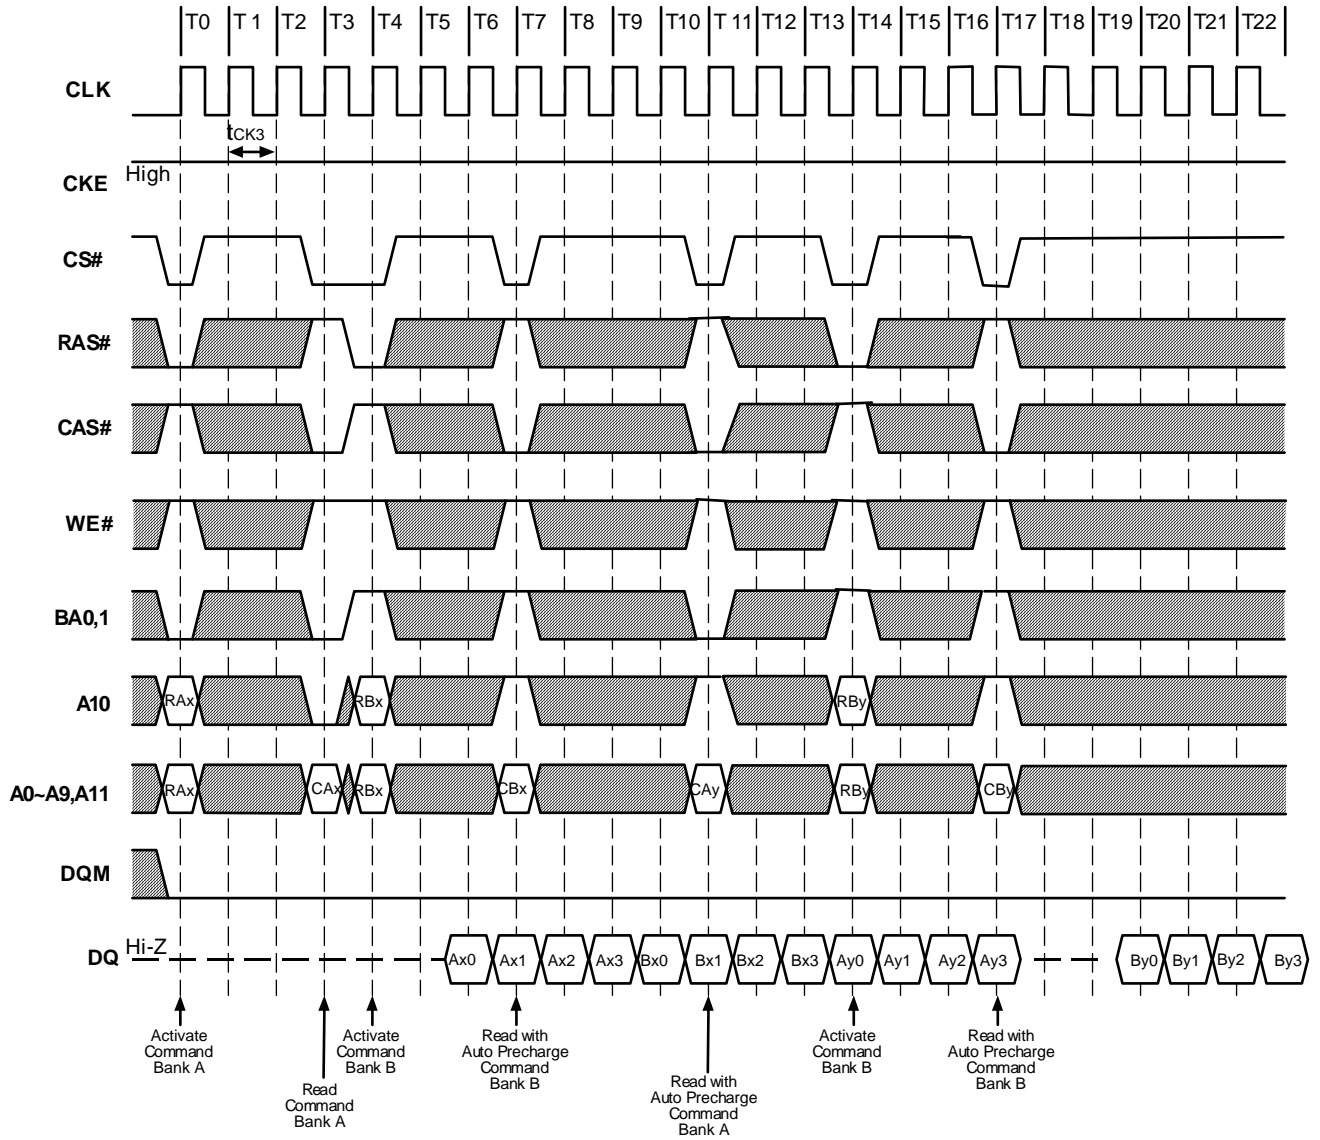 T0 T 1 T2 T3 T4 T5 T6 T7 T8 T9 T10 T 11 T12 T13 T14 T15 T16 T17 T18 T19 T20 T21 T22
CLK
tCK3
High
CKE
CS#
RAS#
CAS#
WE#
BA0,1
A10 RAx RBx RBy
A0~A9,A11 RAx CAx RBx CBx CAy RBy CBy
DQM
DQ Hi-Z Ax0 Ax1 Ax2 Ax3 Bx0 Bx1 Bx2 Bx3 Ay0 Ay1 Ay2 Ay3 By0 By1 By2 By3
Activate
Command
Bank A
Read
Command
Bank A
Activate
Command
Bank B
Read with
Auto Precharge
Command
Bank B
Read with
Auto Precharge
Command
Bank A
Activate
Command
Bank B
Read with
Auto Precharge
Command
Bank B